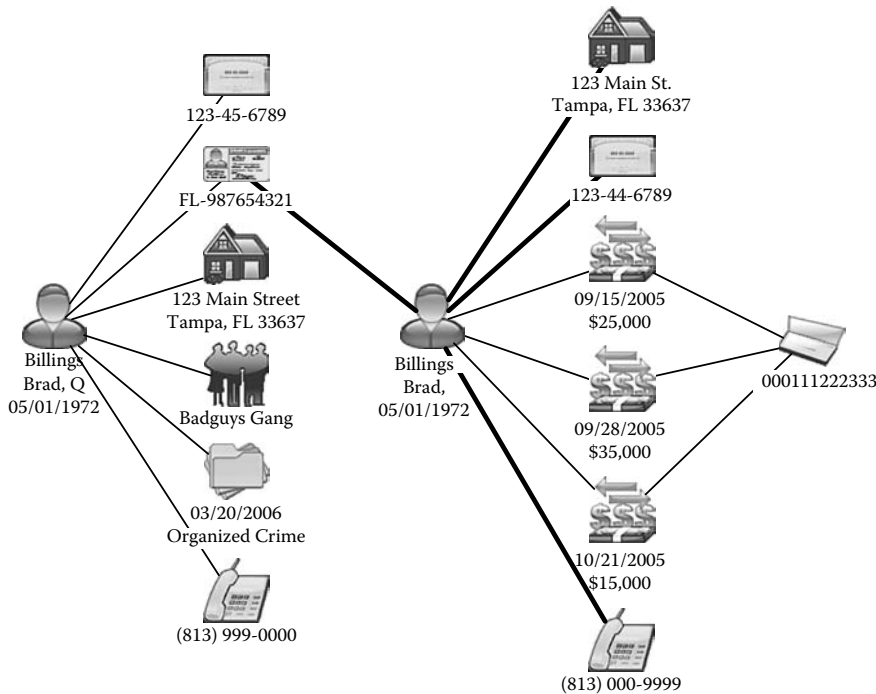 123-45-6789
FL-987654321
123 Main Street
Tampa, FL 33637
Billings
Brad, Q
05/01/1972
Badguys Gang
03/20/2006
Organized Crime
(813) 999-0000
123 Main St.
Tampa, FL 33637
123-44-6789
Billings
Brad,
05/01/1972
09/15/2005
$25,000
09/28/2005
$35,000
10/21/2005
$15,000
(813) 000-9999
000111222333